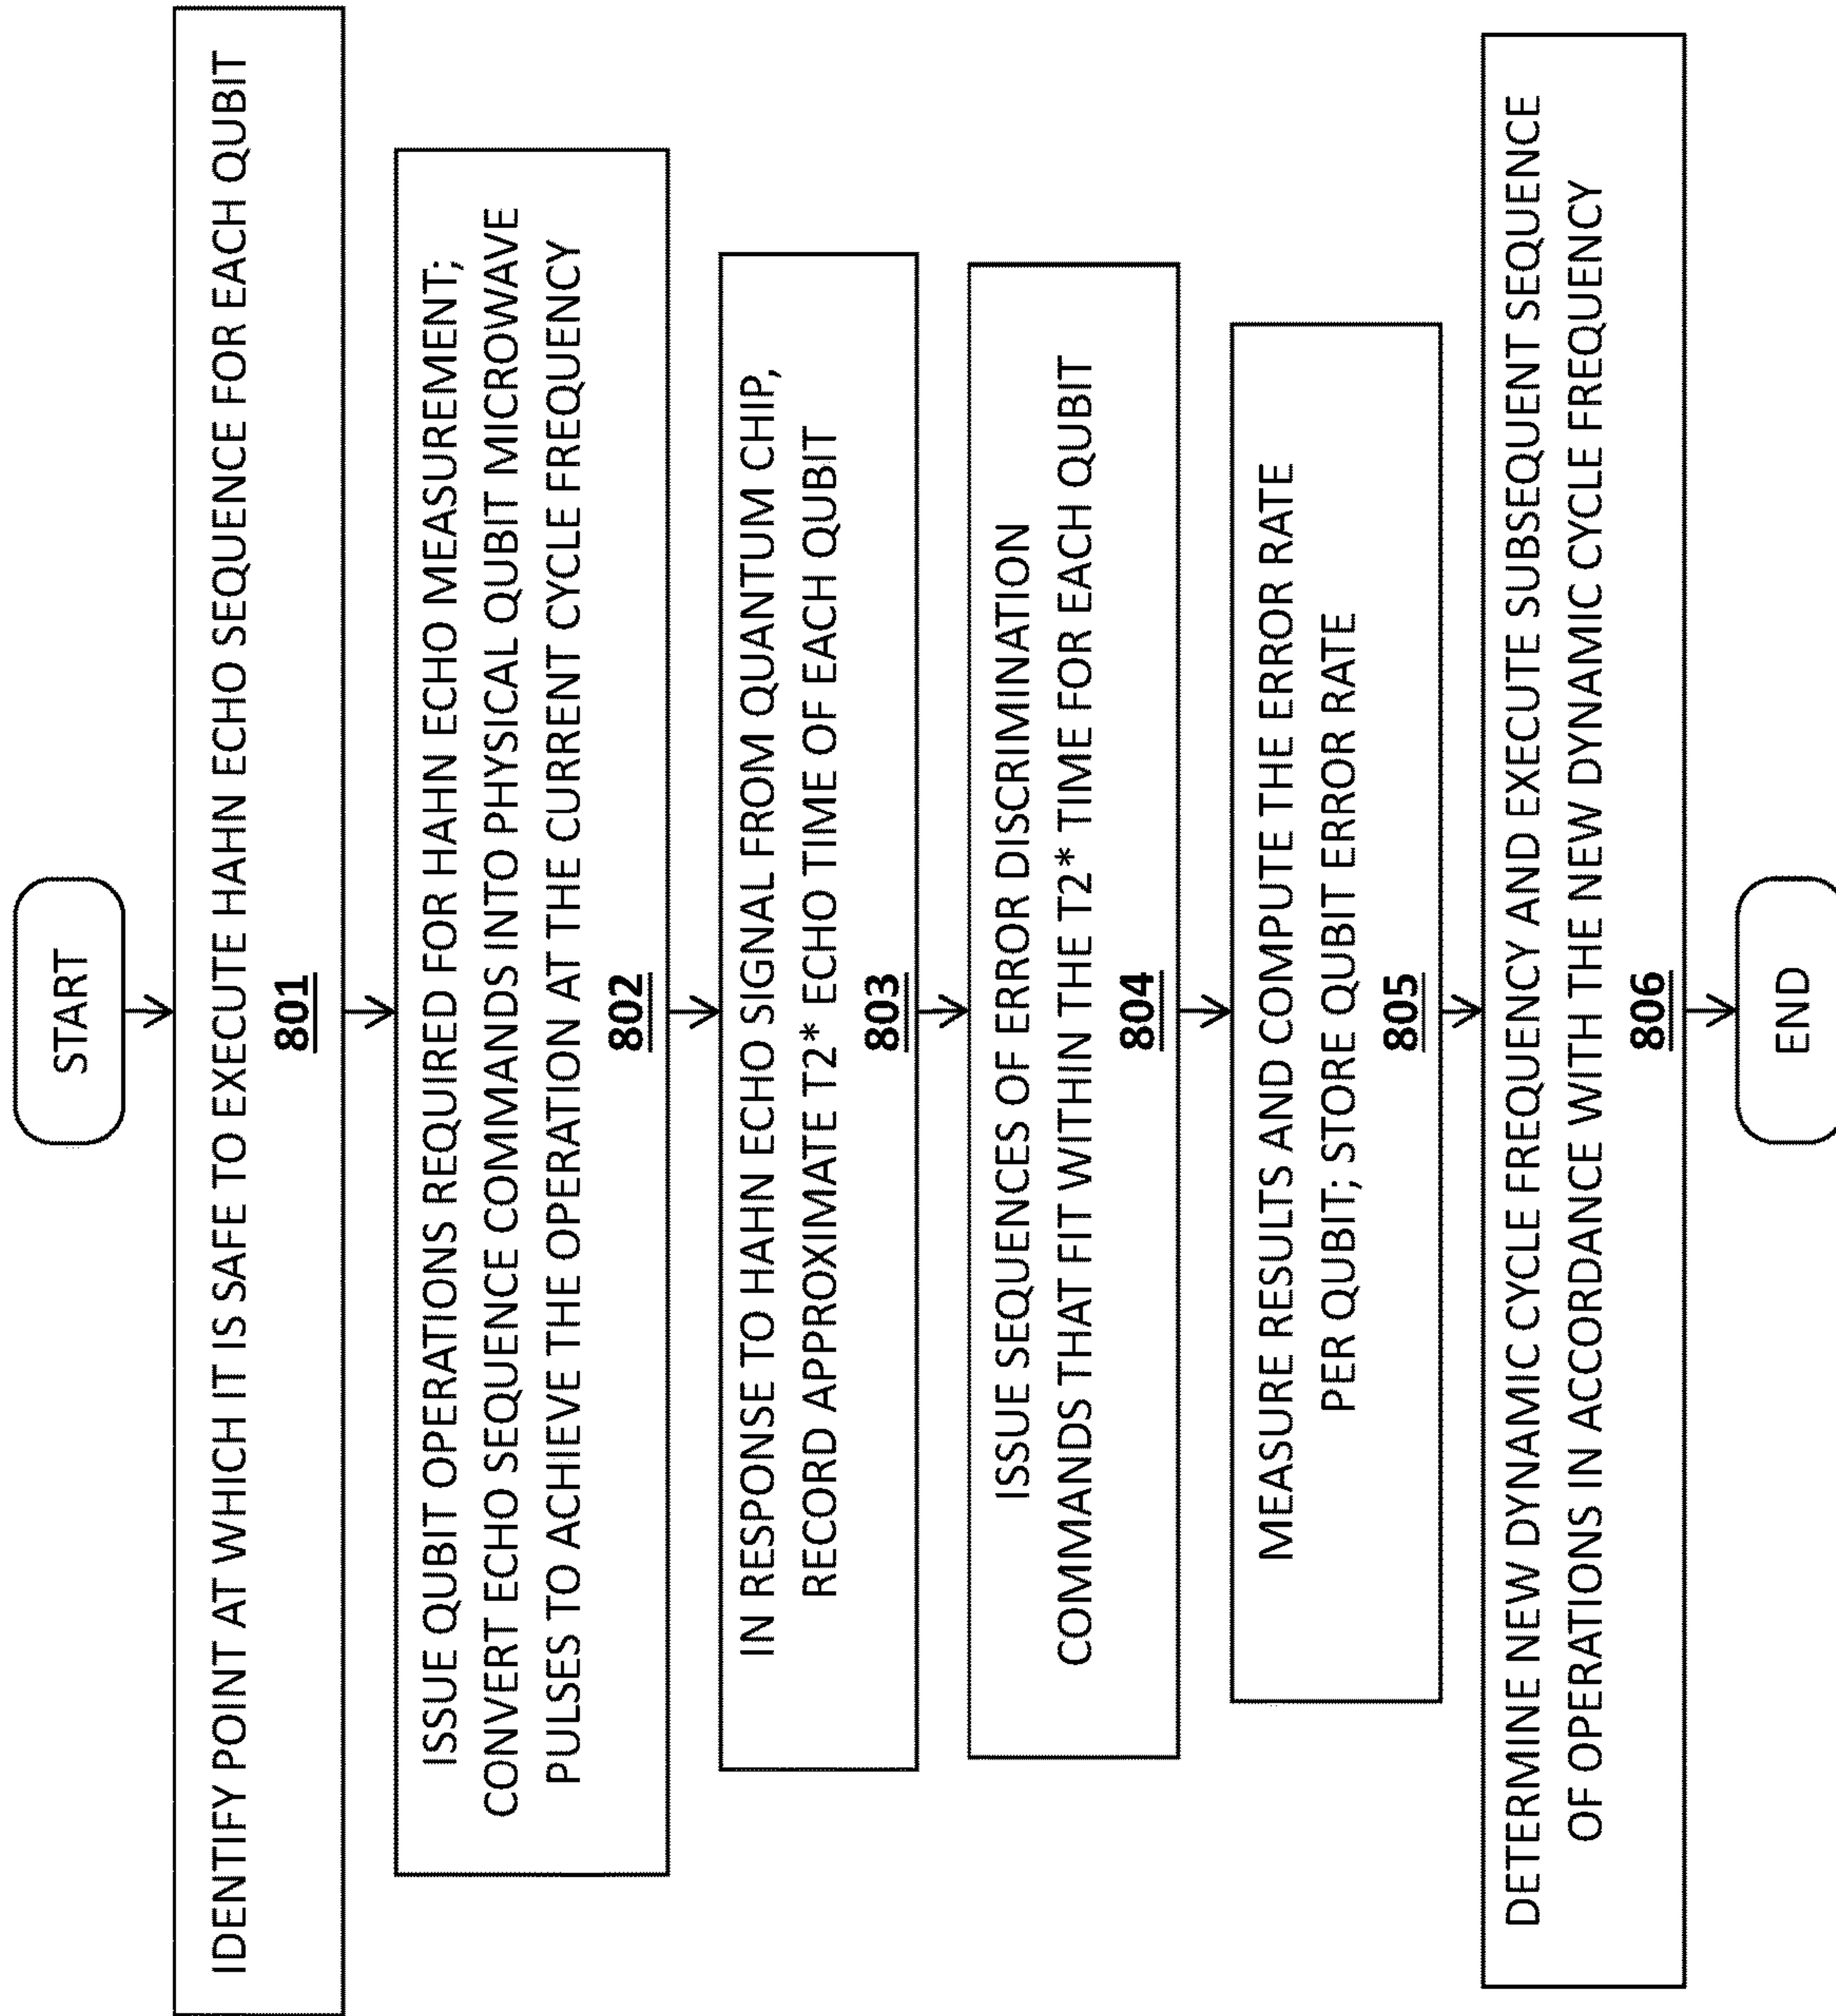 START
IDENTIFY POINT AT WHICH IT IS SAFE TO EXECUTE HAHN ECHO SEQUENCE FOR EACH QUBIT
801
ISSUE QUBIT OPERATIONS REQUIRED FOR HAHN ECHO MEASUREMENT;
CONVERT ECHO SEQUENCE COMMANDS INTO PHYSICAL QUBIT MICROWAVE
PULSES TO ACHIEVE THE OPERATION AT THE CURRENT CYCLE FREQUENCY
802
IN RESPONSE TO HAHN ECHO SIGNAL FROM QUANTUM CHIP,
RECORD APPROXIMATE T2* ECHO TIME OF EACH QUBIT
803
ISSUE SEQUENCES OF ERROR DISCRIMINATION
COMMANDS THAT FIT WITHIN THE T2* TIME FOR EACH QUBIT
804
MEASURE RESULTS AND COMPUTE THE ERROR RATE
PER QUBIT; STORE QUBIT ERROR RATE
805
DETERMINE NEW DYNAMIC CYCLE FREQUENCY AND EXECUTE SUBSEQUENT SEQUENCE
OF OPERATIONS IN ACCORDANCE WITH THE NEW DYNAMIC CYCLE FREQUENCY
806
END